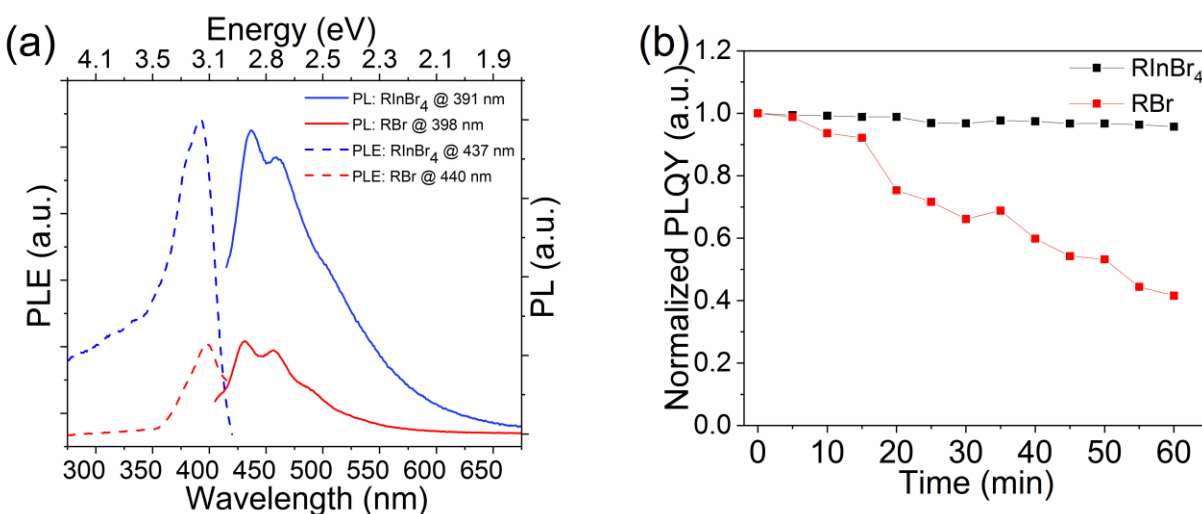 (a)
Energy (eV)
4.1 3.5 3.1 2.8 2.5 2.3 2.1 1.9
PL: RInBr4 @ 391 nm
PL: RBr @ 398 nm
PLE: RInBr4 @ 437 nm
PLE: RBr @ 440 nm
PLE (a.u.)
PL (a.u.)
300 350 400 450 500 550 600 650
Wavelength (nm)
(b)
1.2
1.0
0.8
0.6
0.4
0.2
0.0
Normalized PLQY (a.u.)
RInBr4
RBr
0 10 20 30 40 50 60
Time (min)